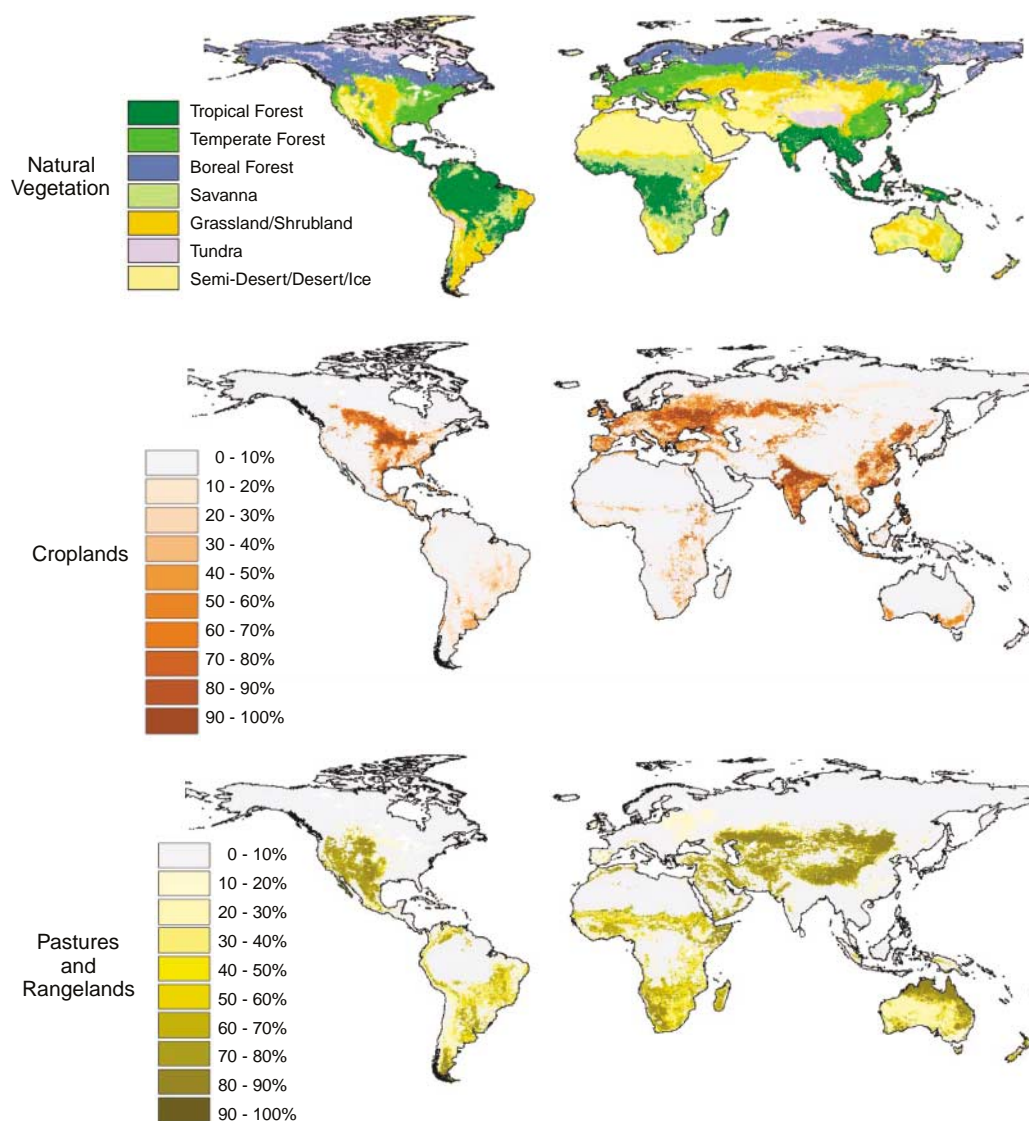 Natural
Vegetation
Tropical Forest
Temperate Forest
Boreal Forest
Savanna
Grassland/Shrubland
Tundra
Semi-Desert/Desert/Ice
Croplands
0 - 10%
10 - 20%
20 - 30%
30 - 40%
40 - 50%
50 - 60%
60 - 70%
70 - 80%
80 - 90%
90 - 100%
Pastures
and
Rangelands
0 - 10%
10 - 20%
20 - 30%
30 - 40%
40 - 50%
50 - 60%
60 - 70%
70 - 80%
80 - 90%
90 - 100%